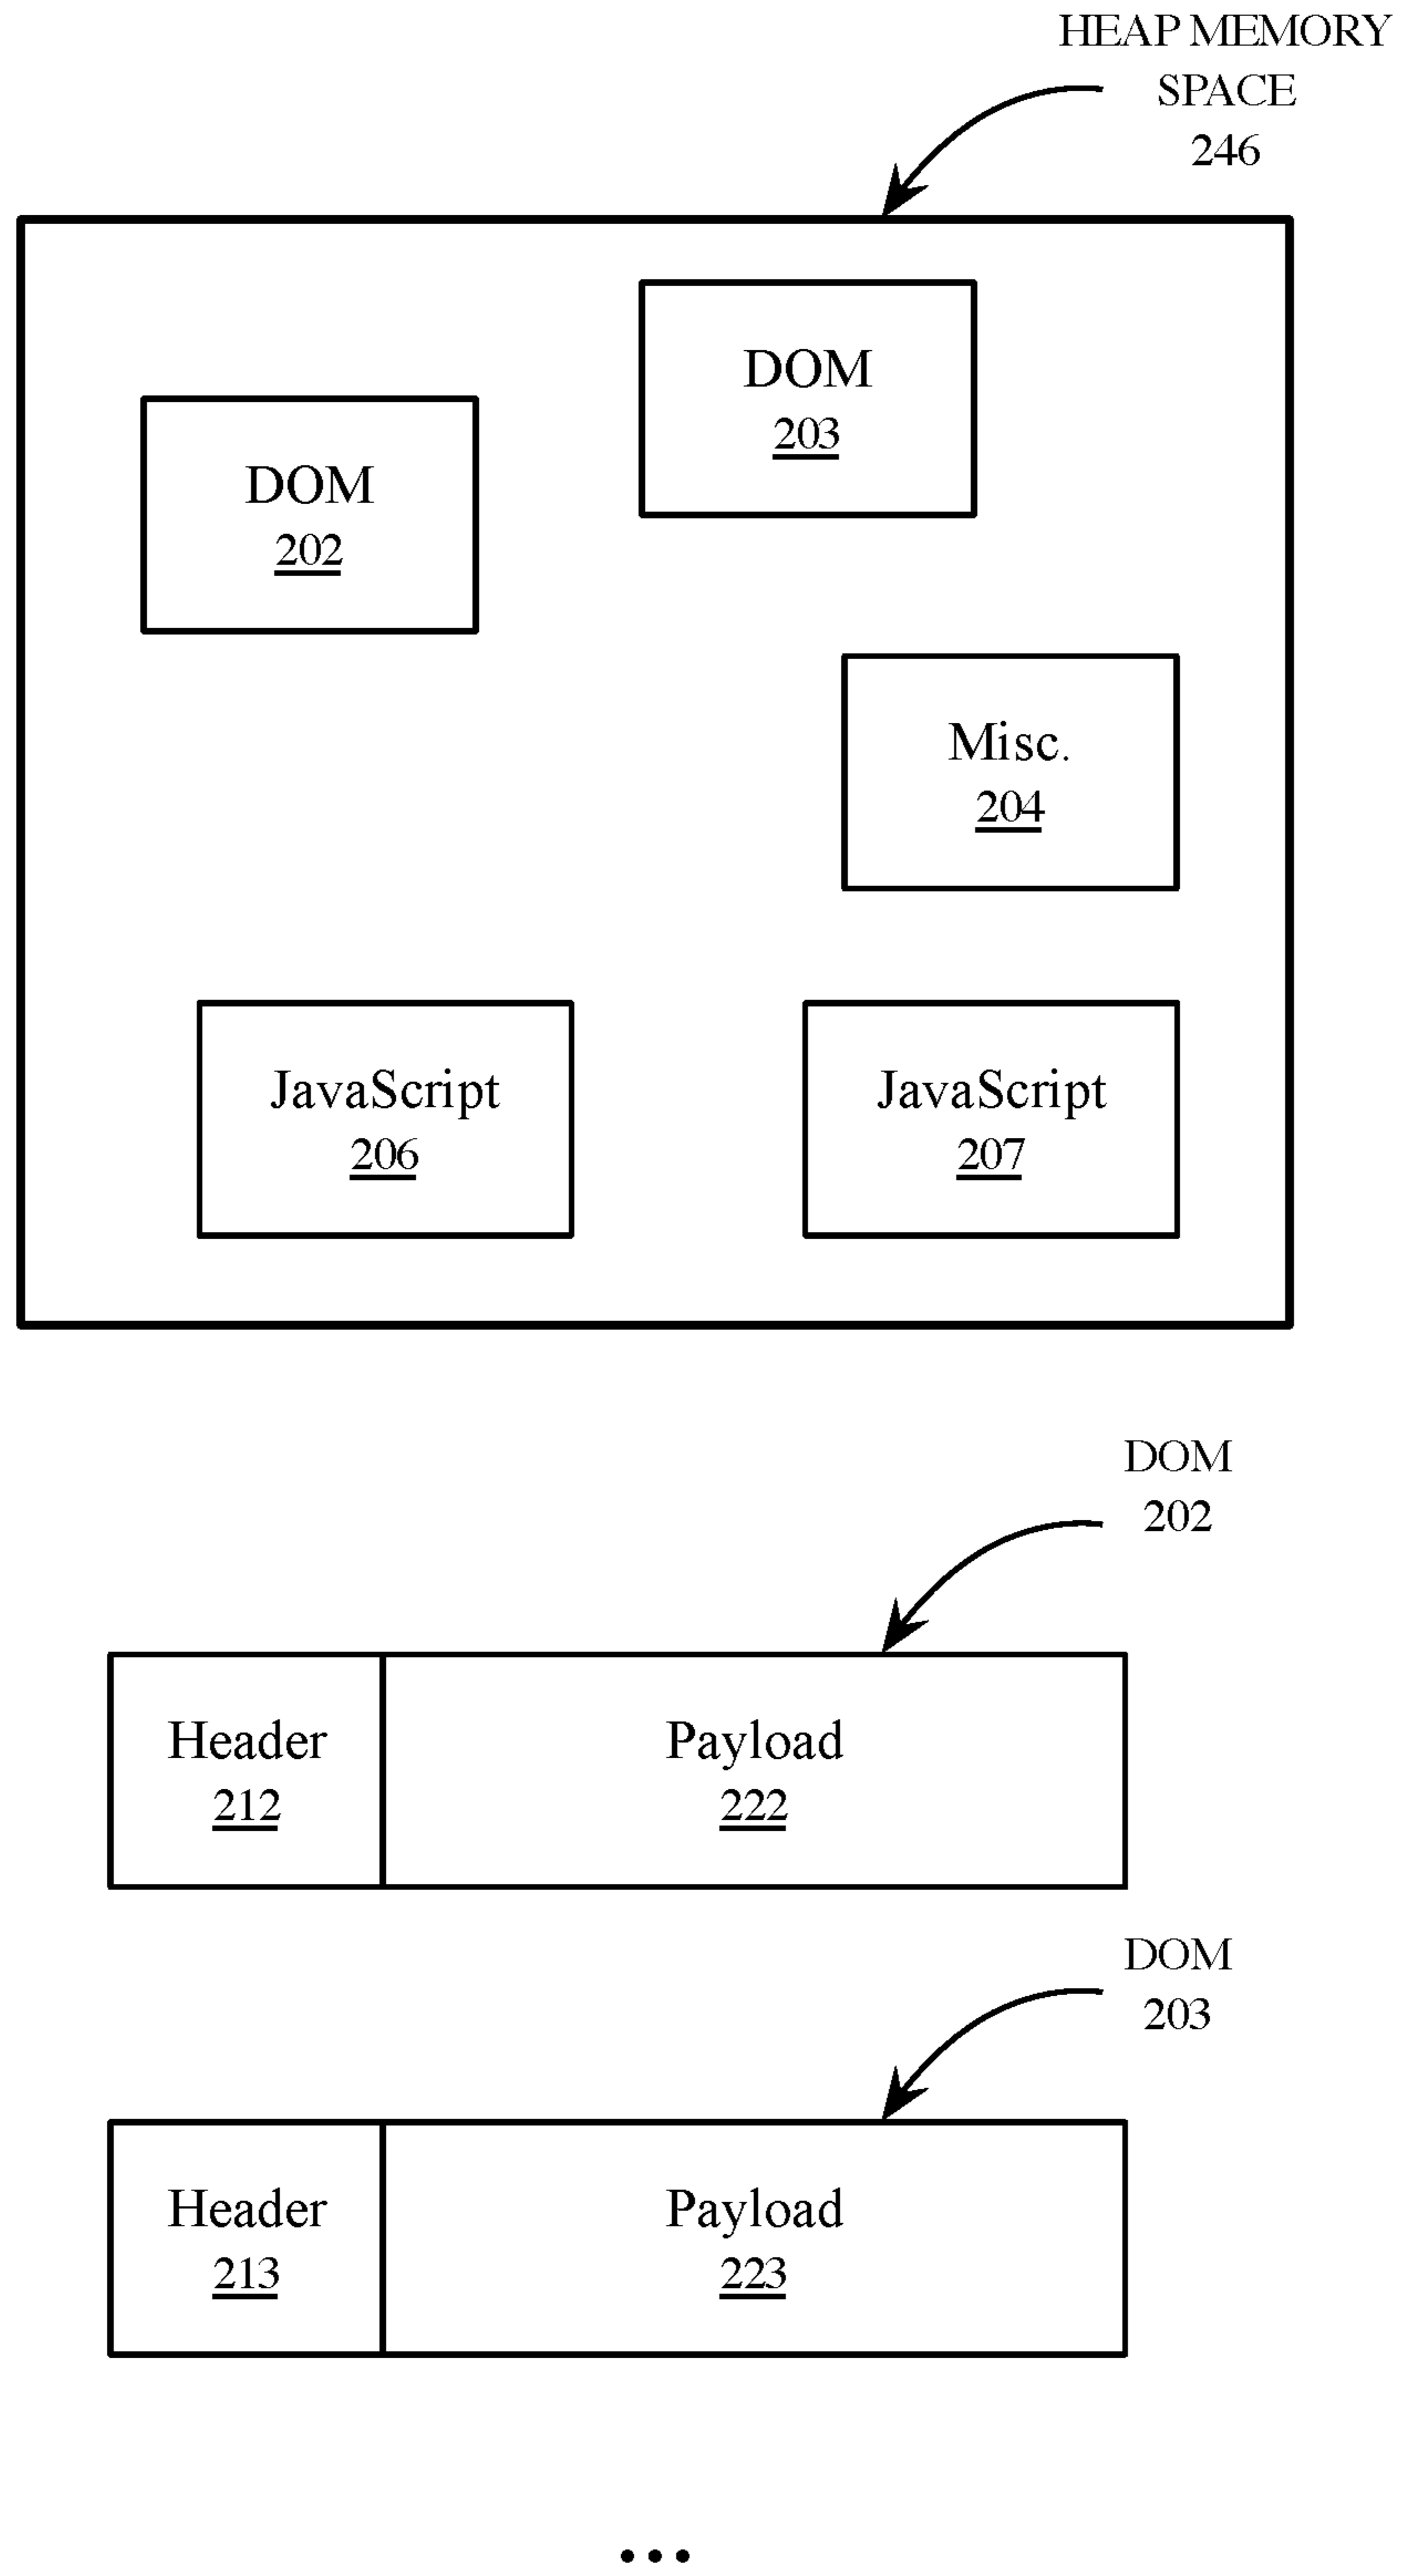 HEAP MEMORY
SPACE
246
DOM
203
DOM
202
Misc.
204
JavaScript
206
JavaScript
207
DOM
202
Header
212
Payload
222
DOM
203
Header
213
Payload
223
...